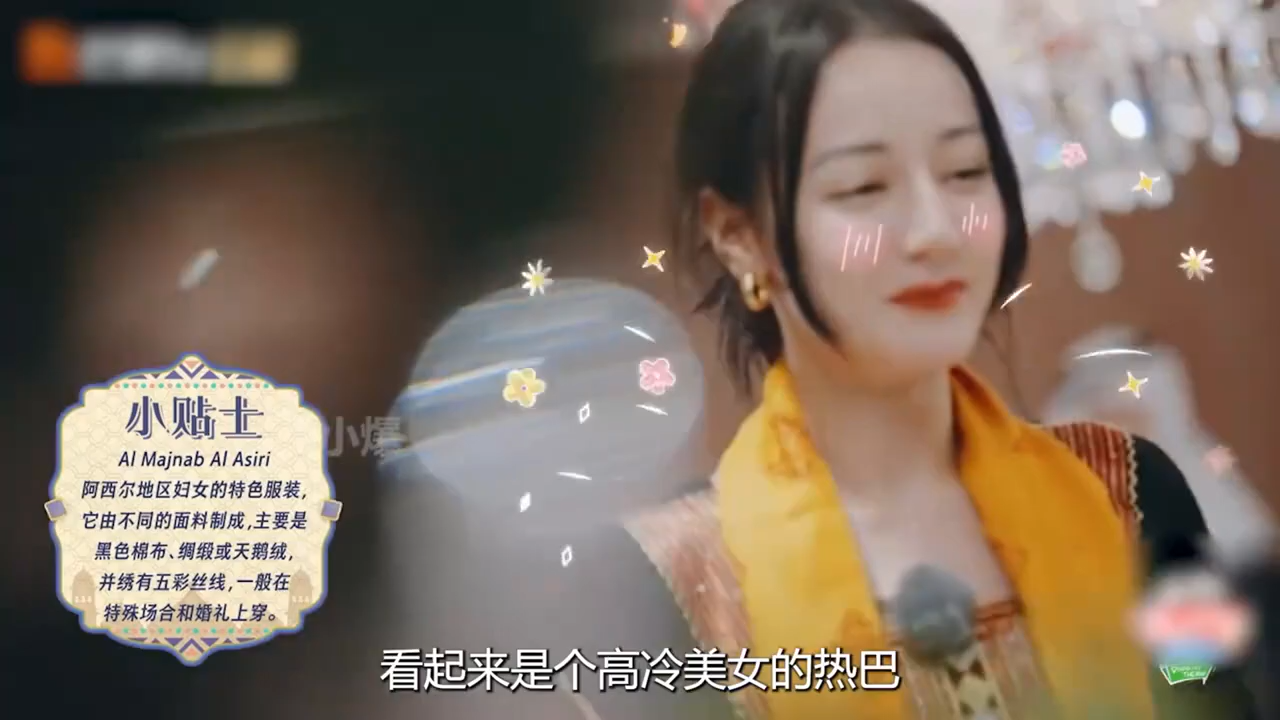 小贴士
Al Majnab Al Asiri
阿西尔地区妇女的特色服装，
它由不同的面料制成，主要是
黑色棉布、绸缎或天鹅绒，
并绣有五彩丝线，一般在
特殊场合和婚礼上穿。
小爆
看起来是个高冷美女的热巴